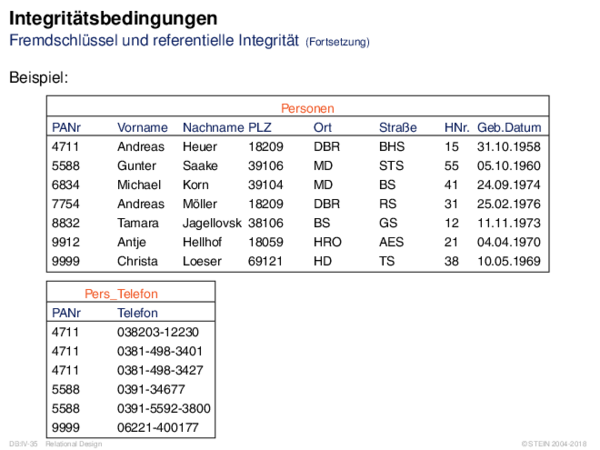 Integritätsbedingungen
Fremdschlüssel und referentielle Integrität (Fortsetzung)
Beispiel:
Personen
PANr Vorname Nachname PLZ Ort Straße HNr. Geb.Datum
4711 Andreas Heuer 18209 DBR BHS 15 31.10.1958
5588 Gunter Saake 39106 MD STS 55 05.10.1960
6834 Michael Korn 39104 MD BS 41 24.09.1974
7754 Andreas Möller 18209 DBR RS 31 25.02.1976
8832 Tamara Jagellovsk 38106 BS GS 12 11.11.1973
9912 Antje Hellhof 18059 HRO AES 21 04.04.1970
9999 Christa Loeser 69121 HD TS 38 10.05.1969
Pers_Telefon
PANr Telefon
4711 038203-12230
4711 0381-498-3401
4711 0381-498-3427
5588 0391-34677
5588 0391-5592-3800
9999 06221-400177
DB:IV-35 Relational Design © STEIN 2004-2018